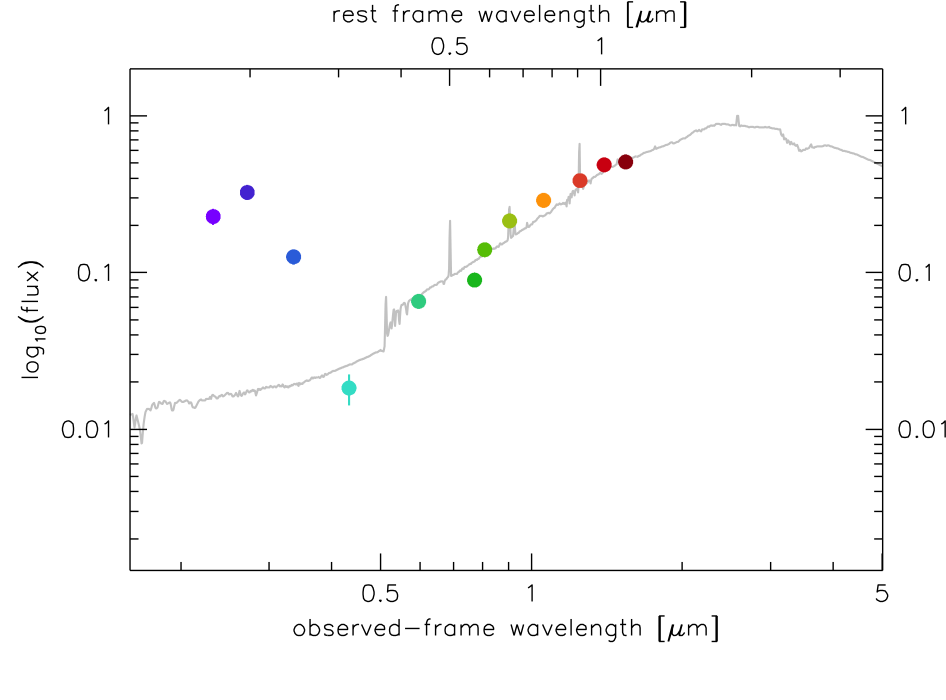 rest frame wavelength [μm]
0.5 1
1 1
0.1 0.1
0.01 0.01
log10(flux)
0.5 1 5
observed-frame wavelength [μm]